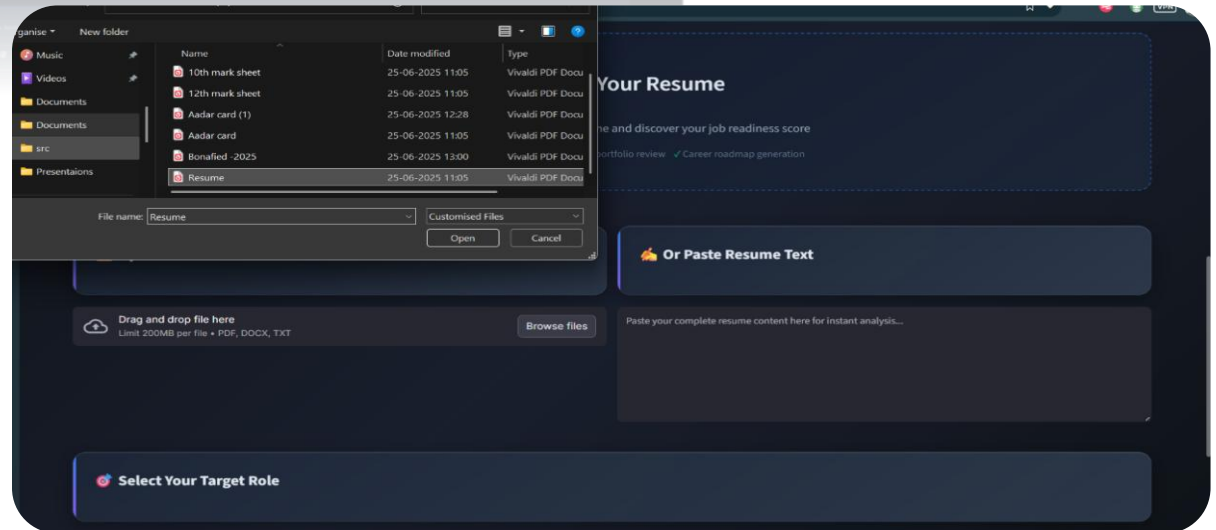 VPN
ganise
New folder
Name
Date modified
Type
Music
Videos
Documents
Documents
src
Presentaions
10th mark sheet 25-06-2025 11:05 Vivaldi PDF Docu
12th mark sheet 25-06-2025 11:05 Vivaldi PDF Docu
Aadar card (1) 25-06-2025 12:28 Vivaldi PDF Docu
Aadar card 25-06-2025 11:05 Vivaldi PDF Docu
Bonafied -2025 25-06-2025 13:00 Vivaldi PDF Docu
Resume 25-06-2025 11:05 Vivaldi PDF Docu
File name: Resume
Customised Files
Open
Cancel
Your Resume
me and discover your job readiness score
portfolio review ✓ Career roadmap generation
✍️ Or Paste Resume Text
Drag and drop file here
Limit 200MB per file • PDF, DOCX, TXT
Browse files
Paste your complete resume content here for instant analysis...
🎯 Select Your Target Role